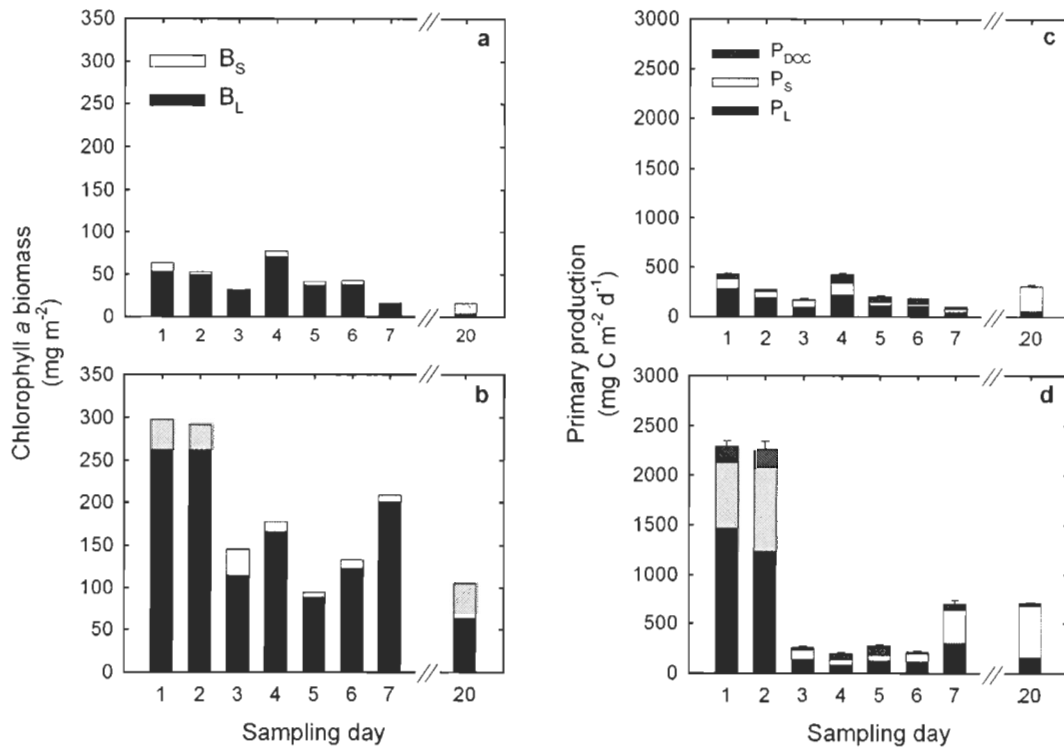 350
300
250
200
150
100
50
0
a
B_S
B_L
1 2 3 4 5 6 7 20
350
300
250
200
150
100
50
0
b
1 2 3 4 5 6 7 20
Sampling day
Chlorophyll a biomass
(mg m⁻²)
3000
2500
2000
1500
1000
500
0
c
P_DOC
P_S
P_L
1 2 3 4 5 6 7 20
3000
2500
2000
1500
1000
500
0
d
1 2 3 4 5 6 7 20
Sampling day
Primary production
(mg C m⁻² d⁻¹)